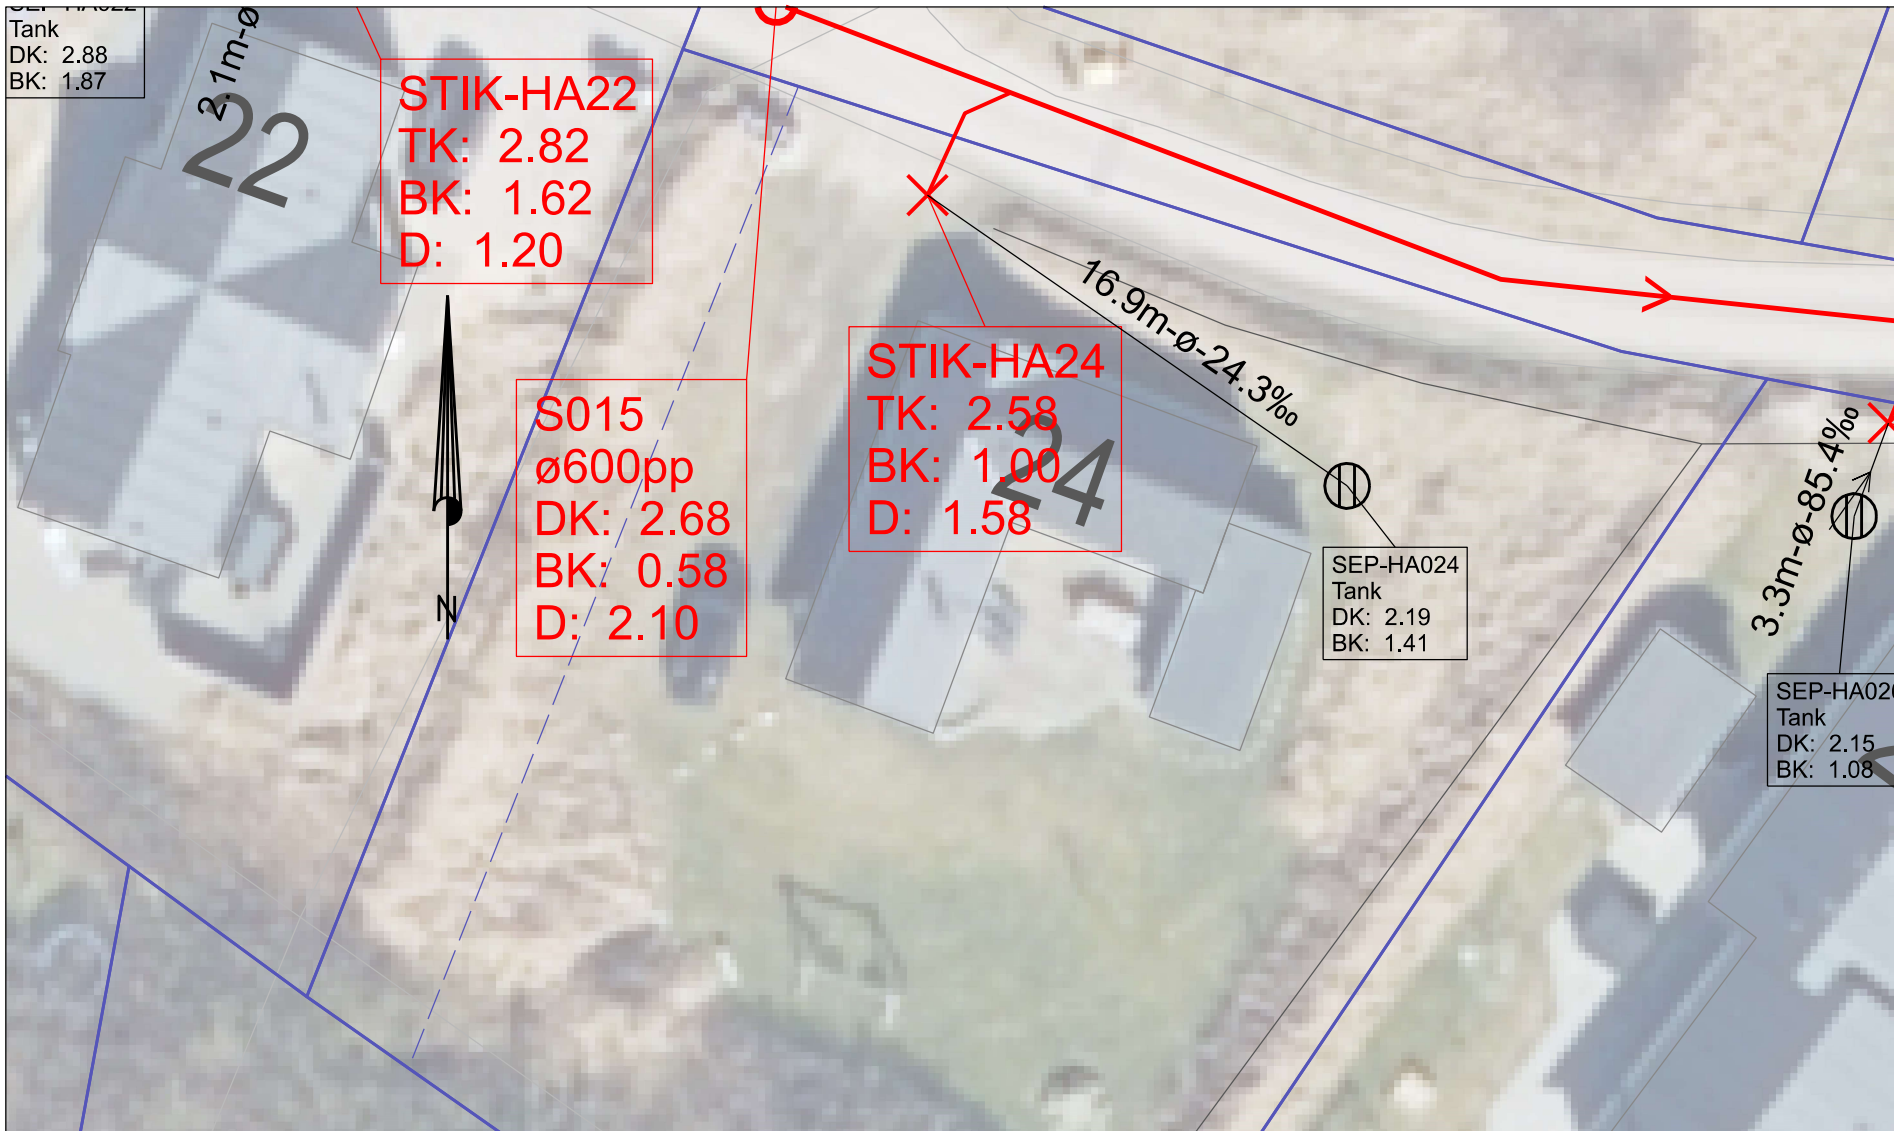 Tank
DK: 2.88
BK: 1.87
2.1m-ø
22
STIK-HA22
TK: 2.82
BK: 1.62
D: 1.20
N
S015
ø600pp
DK: 2.68
BK: 0.58
D: 2.10
STIK-HA24
TK: 2.58
BK: 1.00
D: 1.58
24
16.9m-ø-24.3‰
SEP-HA024
Tank
DK: 2.19
BK: 1.41
3.3m-ø-85.4‰
SEP-HA026
Tank
DK: 2.15
BK: 1.08